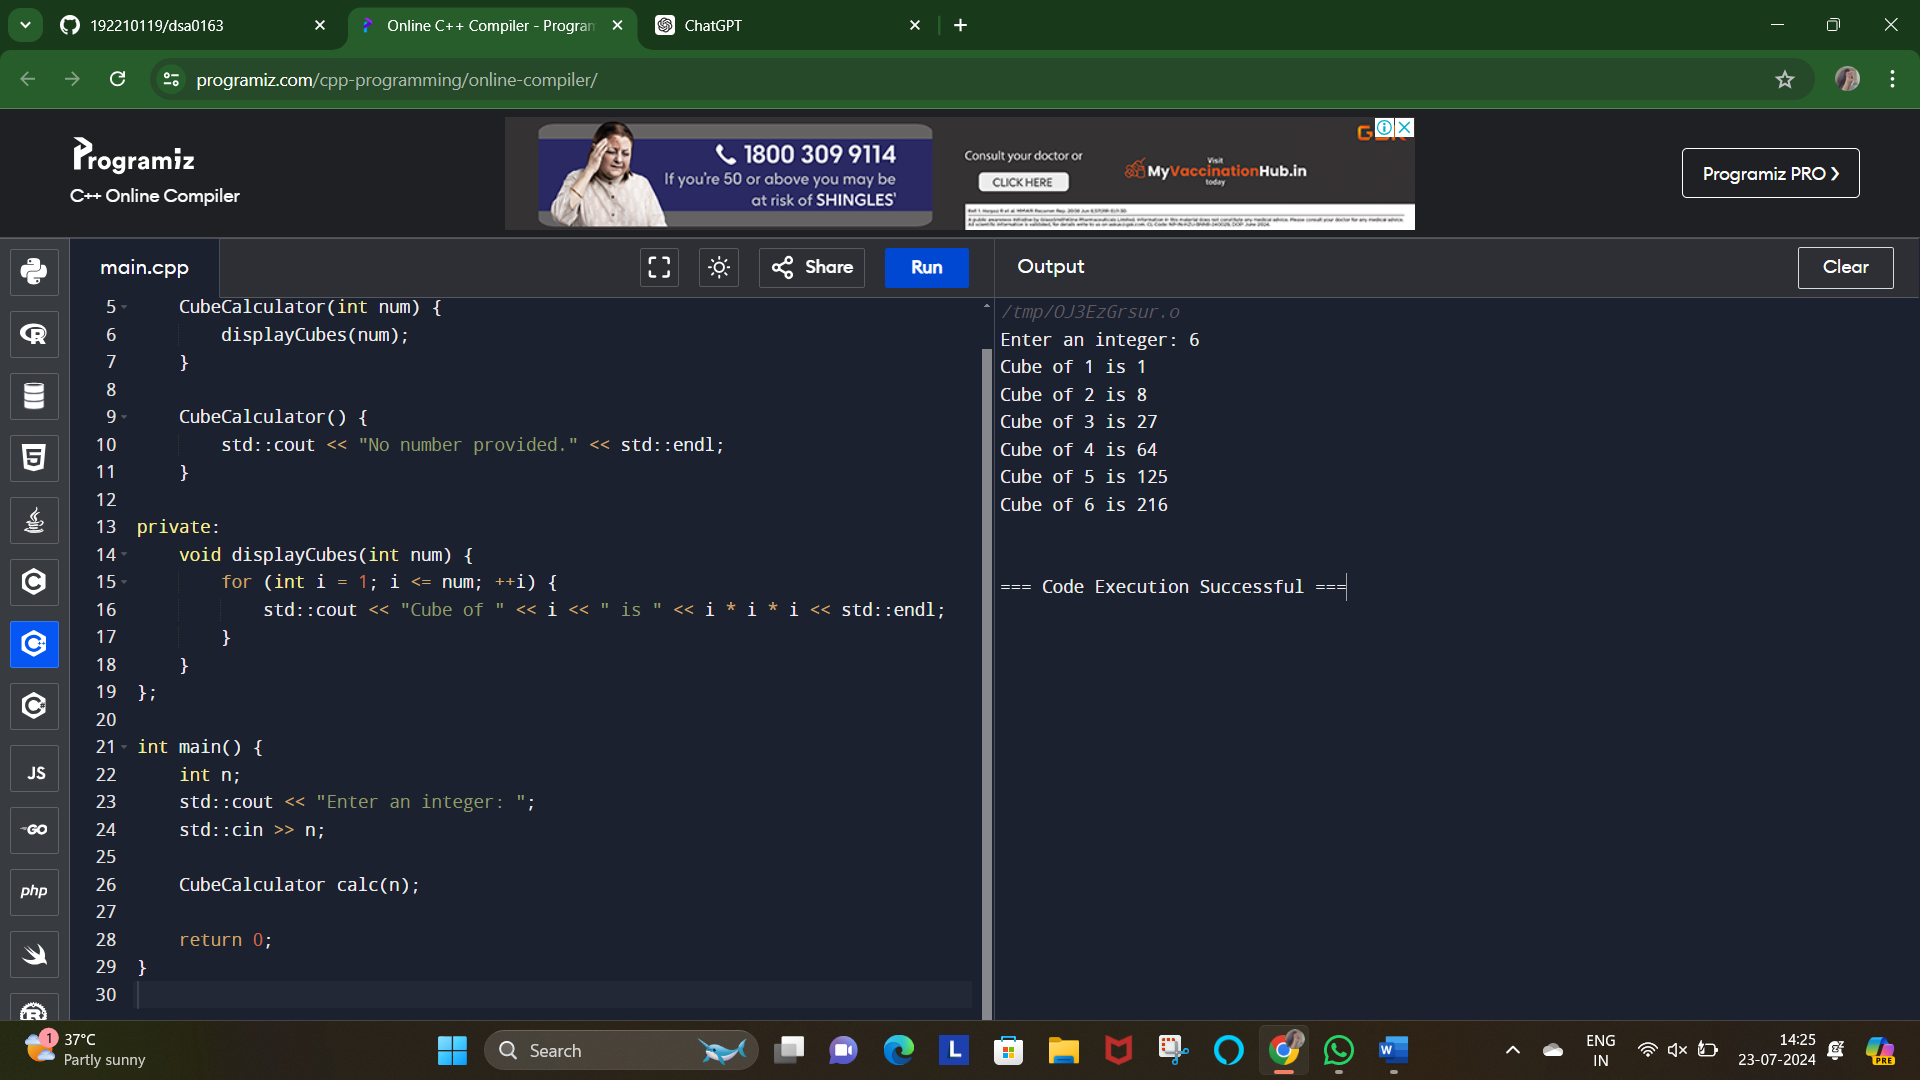 192210119/dsa0163
Online C++ Compiler - Program
ChatGPT
programiz.com/cpp-programming/online-compiler/
Programiz
C++ Online Compiler
1800 309 9114
If you're 50 or above you may be
at risk of SHINGLES'
Consult your doctor or
CLICK HERE
Visit
MyVaccinationHub.in
today
Programiz PRO
main.cpp
Share
Run
Output
Clear
5 CubeCalculator(int num) {
6 displayCubes(num);
7 }
8
9 CubeCalculator() {
10 std::cout << "No number provided." << std::endl;
11 }
12
13 private:
14 void displayCubes(int num) {
15 for (int i = 1; i <= num; ++i) {
16 std::cout << "Cube of " << i << " is " << i * i * i << std::endl;
17 }
18 }
19 };
20
21 int main() {
22 int n;
23 std::cout << "Enter an integer: ";
24 std::cin >> n;
25
26 CubeCalculator calc(n);
27
28 return 0;
29 }
30
/tmp/OJ3EzGrsur.o
Enter an integer: 6
Cube of 1 is 1
Cube of 2 is 8
Cube of 3 is 27
Cube of 4 is 64
Cube of 5 is 125
Cube of 6 is 216
=== Code Execution Successful ===
JS
GO
php
1
37°C
Partly sunny
Search
L
W
ENG
IN
14:25
23-07-2024
PRE